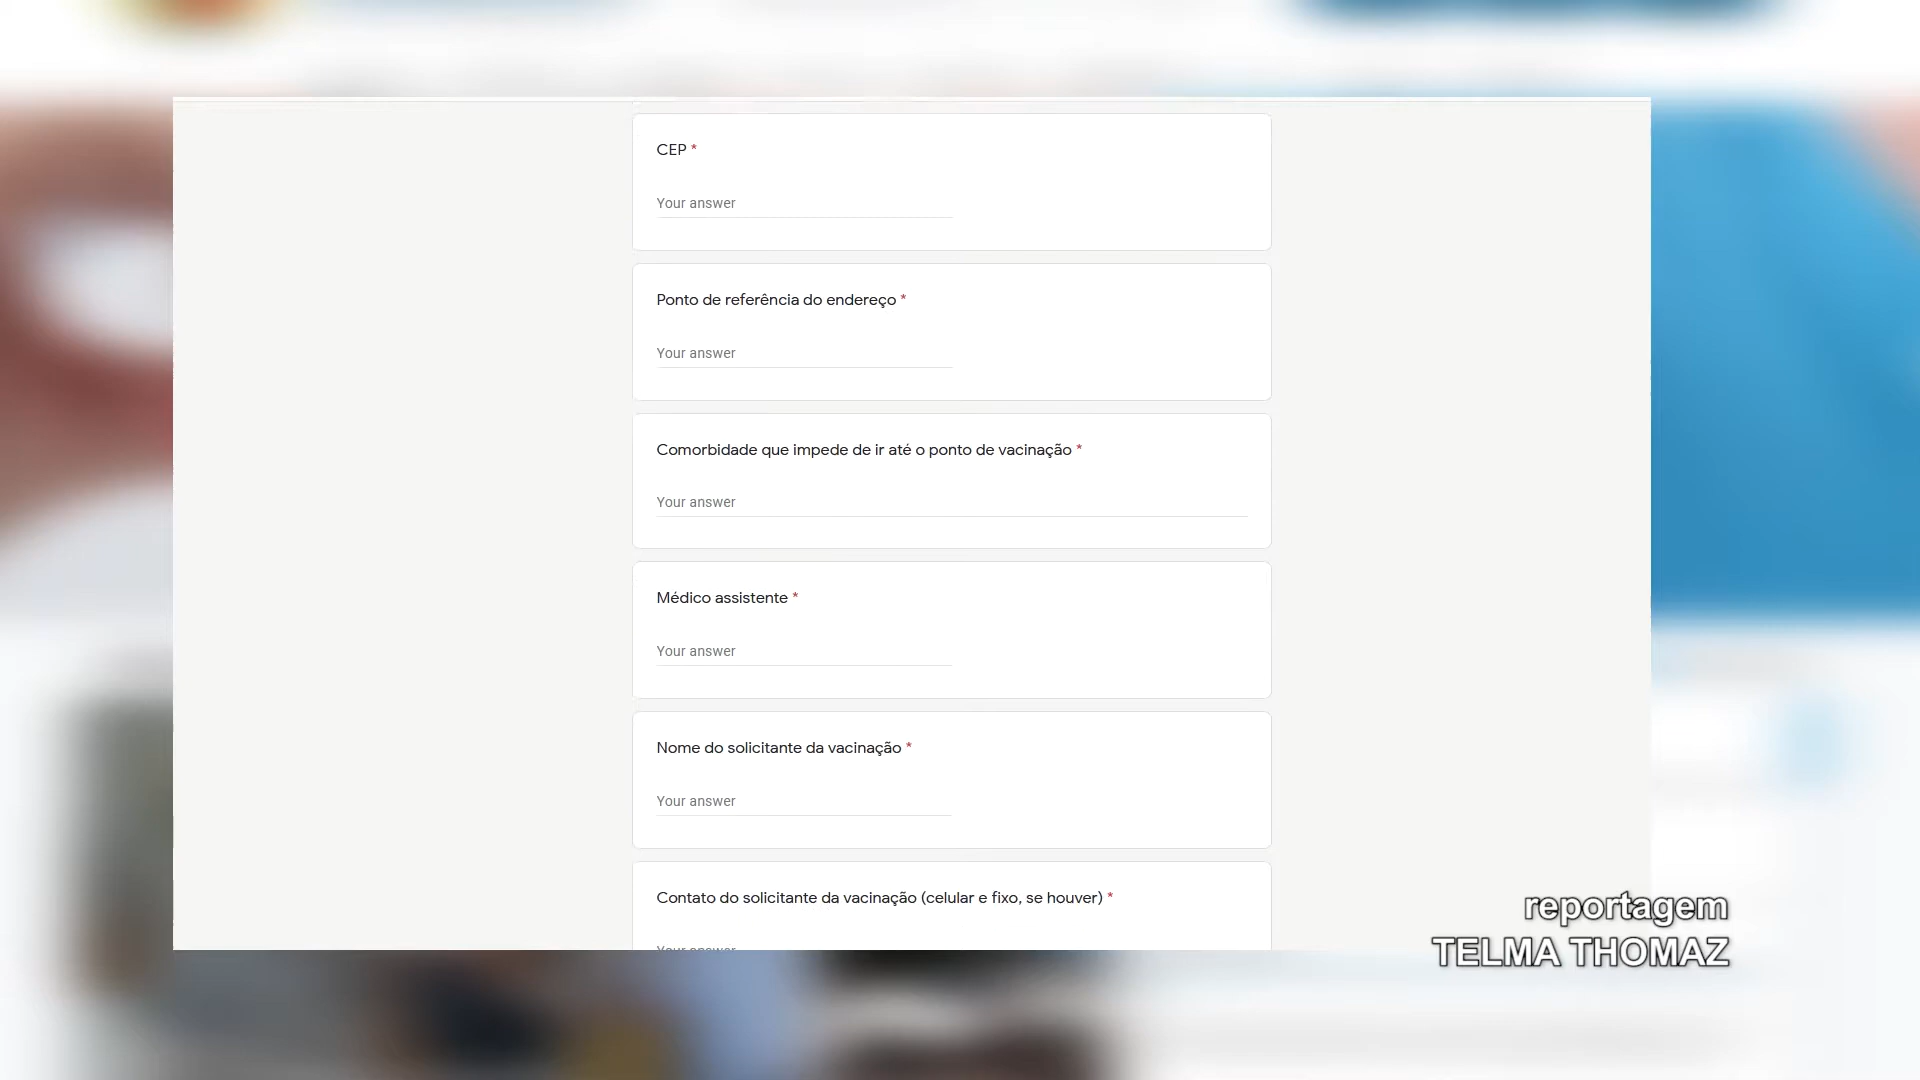 CEP *
Your answer
Ponto de referência do endereço *
Your answer
Comorbidade que impede de ir até o ponto de vacinação *
Your answer
Médico assistente *
Your answer
Nome do solicitante da vacinação *
Your answer
Contato do solicitante da vacinação (celular e fixo, se houver) *
Your answer
reportagem
TELMA THOMAZ